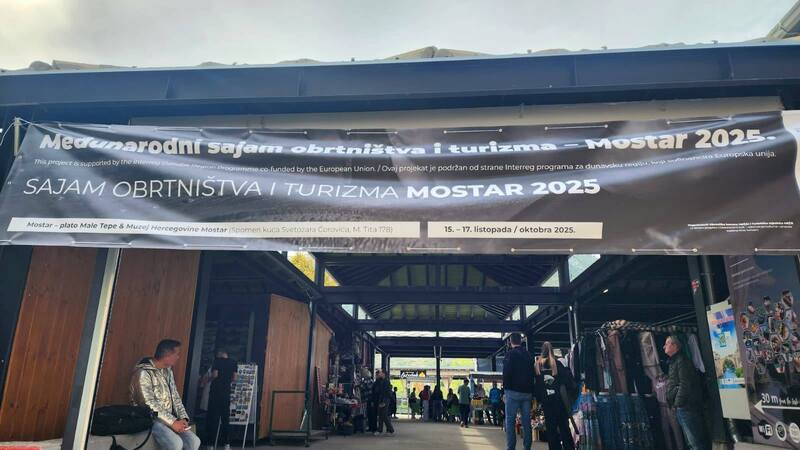 Međunarodni sajam obrtništva i turizma – Mostar 2025.
This project is supported by the Interreg Danube Region Programme co-funded by the European Union. / Ovaj projekat je podržan od strane Interreg programa za dunavsku regiju, koji sufinansira Europska unija.
SAJAM OBRTNIŠTVA I TURIZMA MOSTAR 2025
Mostar – plato Male Tepe & Muzej Hercegovine Mostar (Spomen kuća Svetozara Ćorovića, M. Tita 178)
15. – 17. listopada / oktobra 2025.
30 m